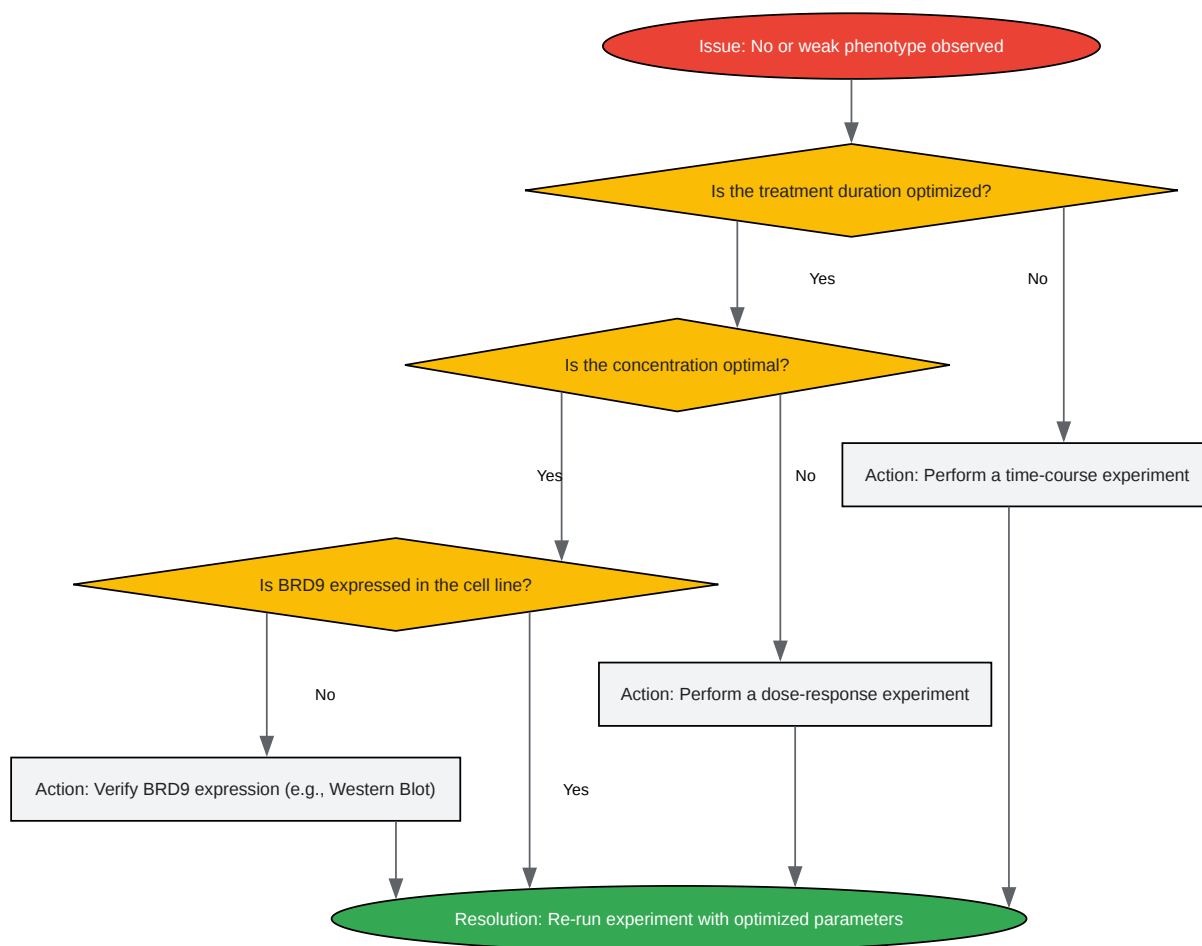 Issue: No or weak phenotype observed
Is the treatment duration optimized?
Yes
No
Is the concentration optimal?
Yes
No
Action: Perform a time-course experiment
Is BRD9 expressed in the cell line?
No
Action: Perform a dose-response experiment
Action: Verify BRD9 expression (e.g., Western Blot)
Yes
Resolution: Re-run experiment with optimized parameters